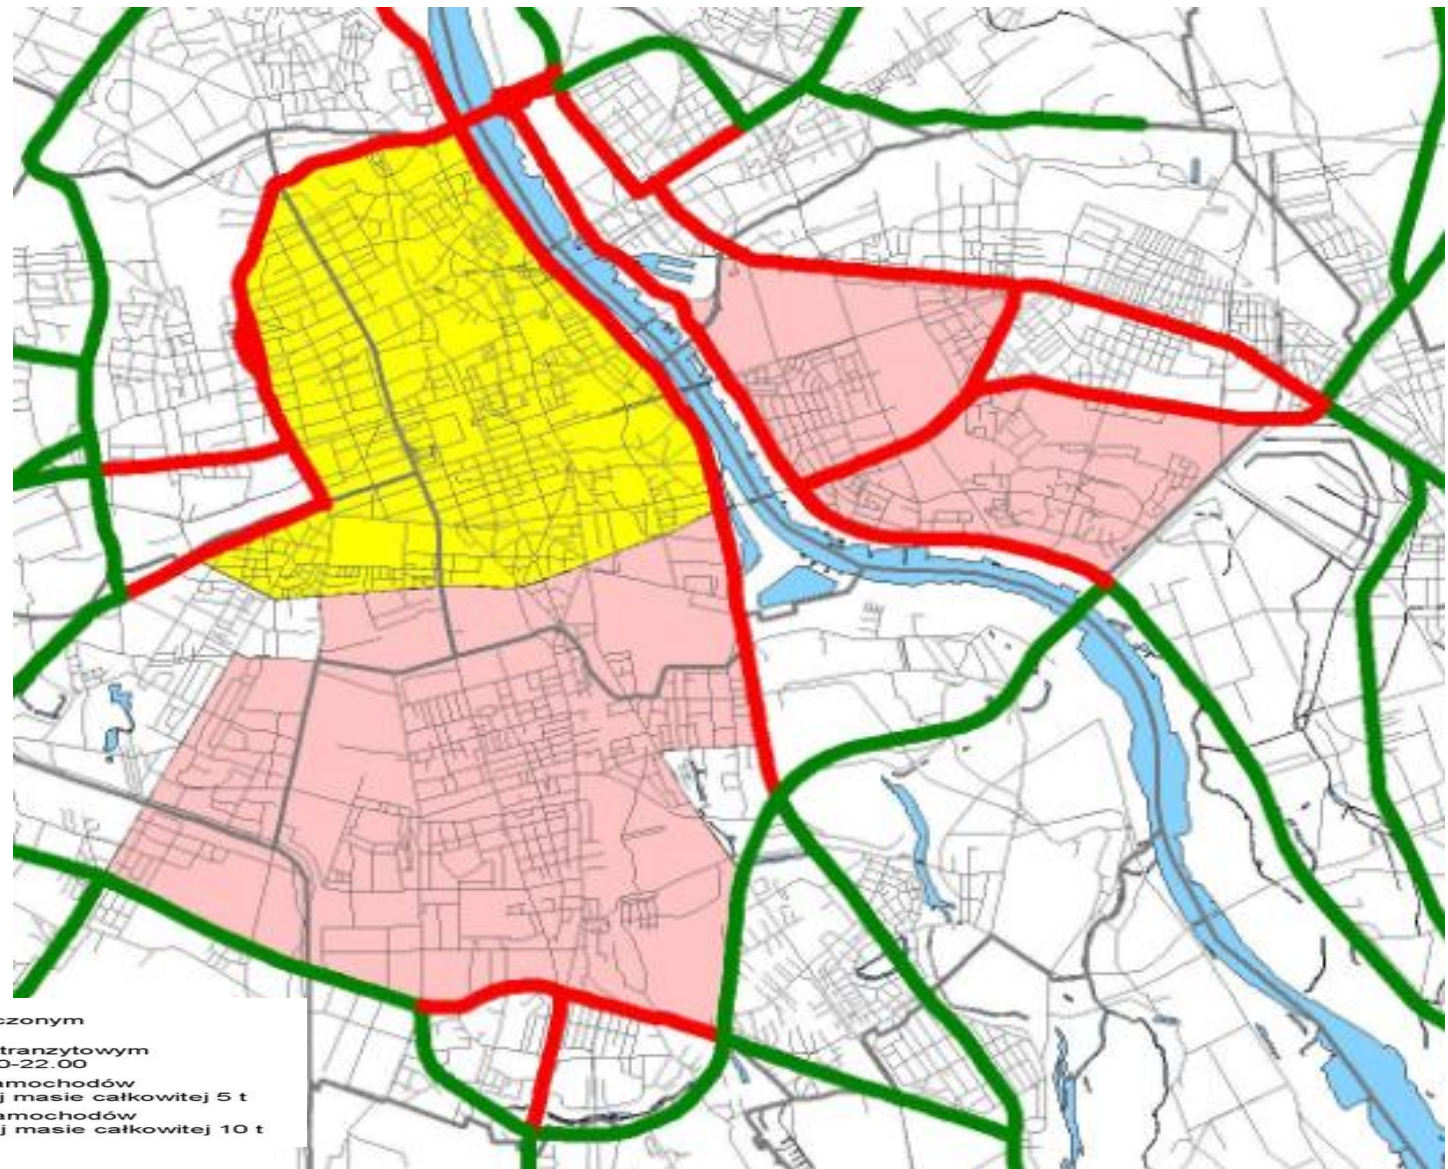 czonym
tranzytowym
0-22.00
amochodów
j masie całkowitej 5 t
amochodów
j masie całkowitej 10 t